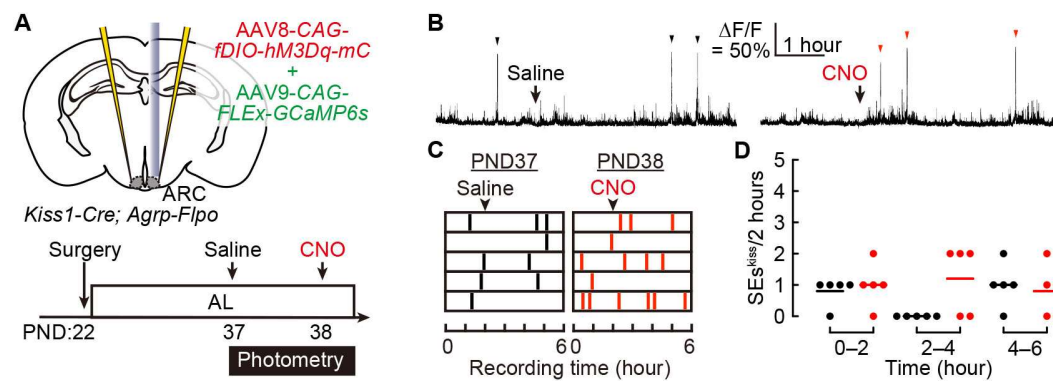 A
AAV8-CAG-
fDIO-hM3Dq-mC
+
AAV9-CAG-
FLEx-GCaMP6s
ARC
Kiss1-Cre; Agrp-Flpo
Surgery
Saline
CNO
AL
PND:22
37
38
Photometry
B
Saline
ΔF/F
= 50%
1 hour
CNO
C
PND37
PND38
Saline
CNO
0
6
0
6
Recording time (hour)
D
SEsᵏⁱˢˢ/2 hours
5
4
3
2
1
0
0–2
2–4
4–6
Time (hour)